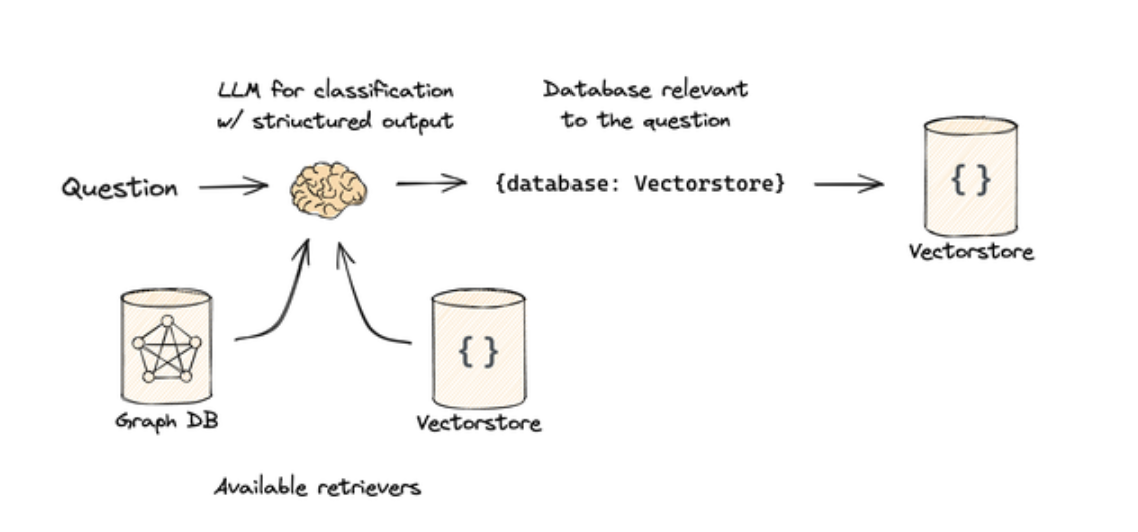 LLM for classification
w/ striuctured output
Database relevant
to the question
Question
{database: Vectorstore}
{ }
Vectorstore
Graph DB
{ }
Vectorstore
Available retrievers